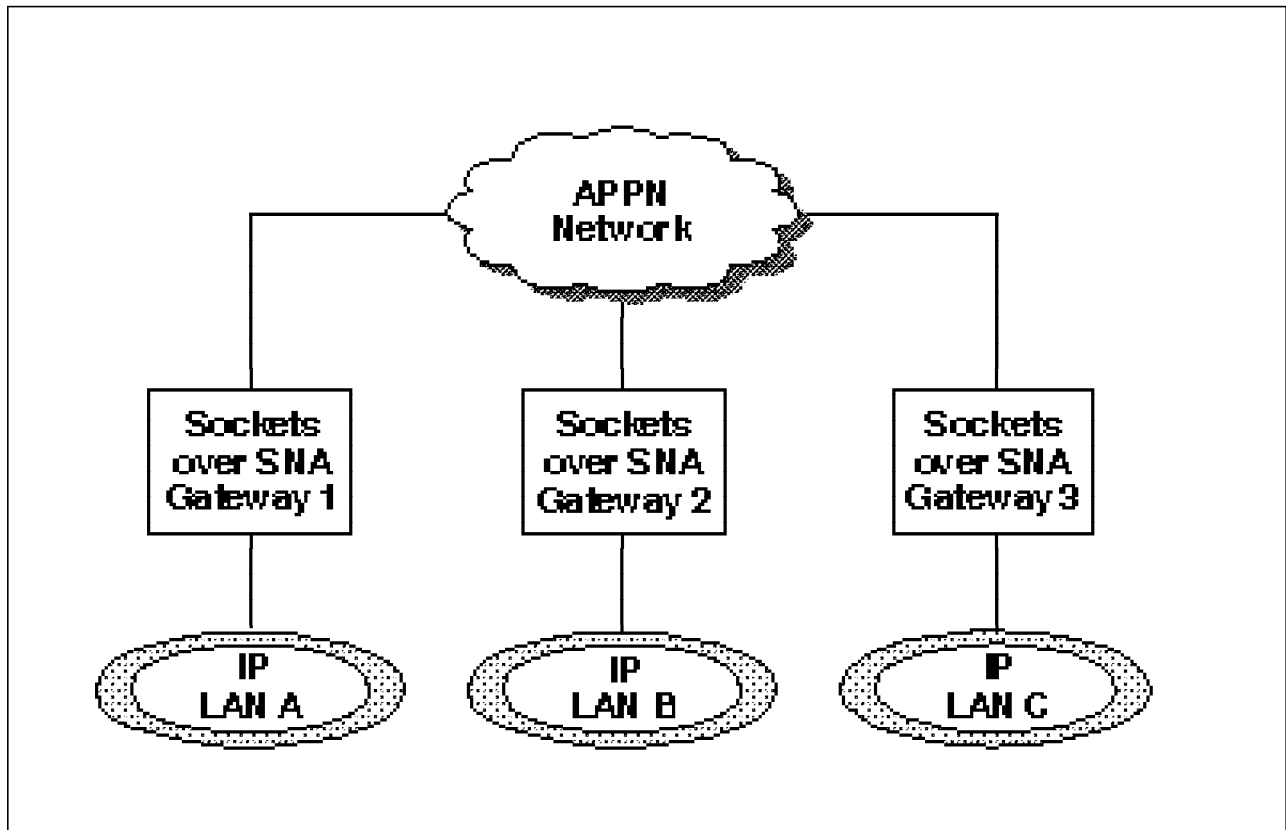 APPN
Network
Sockets
over SNA
Gateway 1
Sockets
over SNA
Gateway 2
Sockets
over SNA
Gateway 3
IP
LAN A
IP
LAN B
IP
LAN C